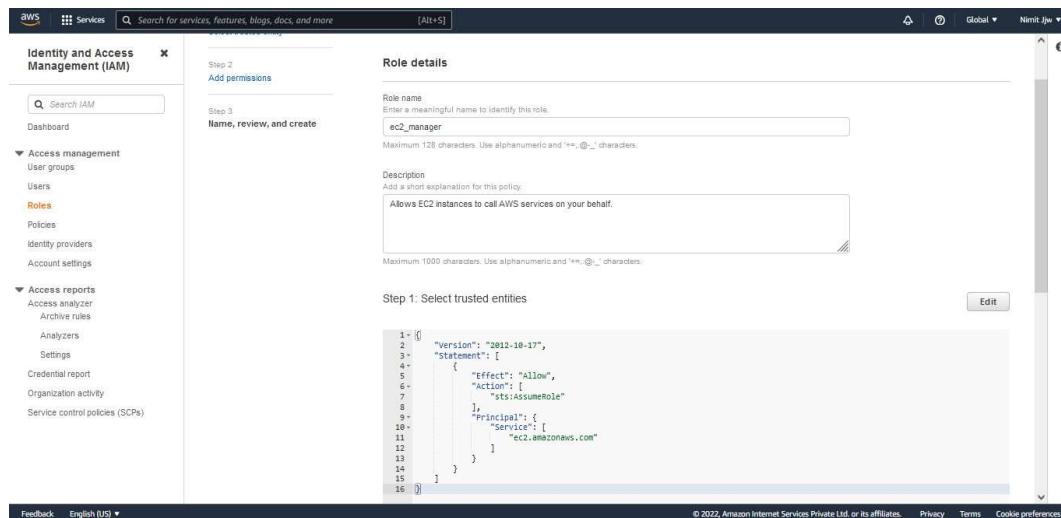 aws
Services
Search for services, features, blogs, docs, and more
[Alt+S]
Global ▼
Nimit Jjw ▼
Identity and Access Management (IAM)
Search IAM
Dashboard
Access management
User groups
Users
Roles
Policies
Identity providers
Account settings
Access reports
Access analyzer
Archive rules
Analyzers
Settings
Credential report
Organization activity
Service control policies (SCPs)
Step 2
Add permissions
Step 3
Name, review, and create
Role details
Role name
Enter a meaningful name to identify this role.
ec2_manager
Maximum 128 characters. Use alphanumeric and '+=,.@-_' characters.
Description
Add a short explanation for this policy.
Allows EC2 instances to call AWS services on your behalf.
Maximum 1000 characters. Use alphanumeric and '+=,.@-_' characters.
Step 1: Select trusted entities
Edit
1 {
2 "Version": "2012-10-17",
3 "Statement": [
4 {
5 "Effect": "Allow",
6 "Action": [
7 "sts:AssumeRole"
8 ],
9 "Principal": {
10 "Service": [
11 "ec2.amazonaws.com"
12 ]
13 }
14 }
15 ]
16 }
Feedback
English (US) ▼
© 2022, Amazon Internet Services Private Ltd. or its affiliates.
Privacy
Terms
Cookie preferences